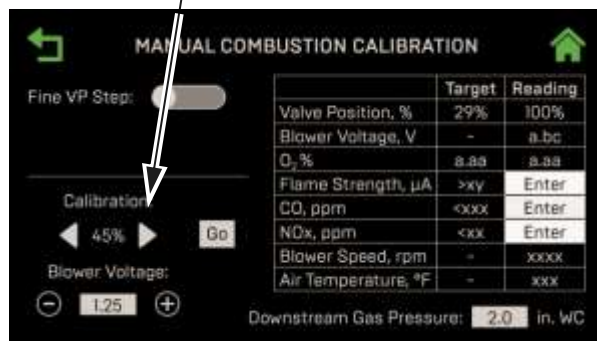 MANUAL COMBUSTION CALIBRATION
Fine VP Step:
Target Reading
Valve Position, % 29% 100%
Blower Voltage, V - a.bc
O₂% a.aa a.aa
Flame Strength, µA >xy Enter
CO, ppm <xxx Enter
NOx, ppm <xx Enter
Blower Speed, rpm - xxxx
Air Temperature, °F - xxx
Calibration
45% Go
Blower Voltage:
1.25
Downstream Gas Pressure: 2.0 in. WC